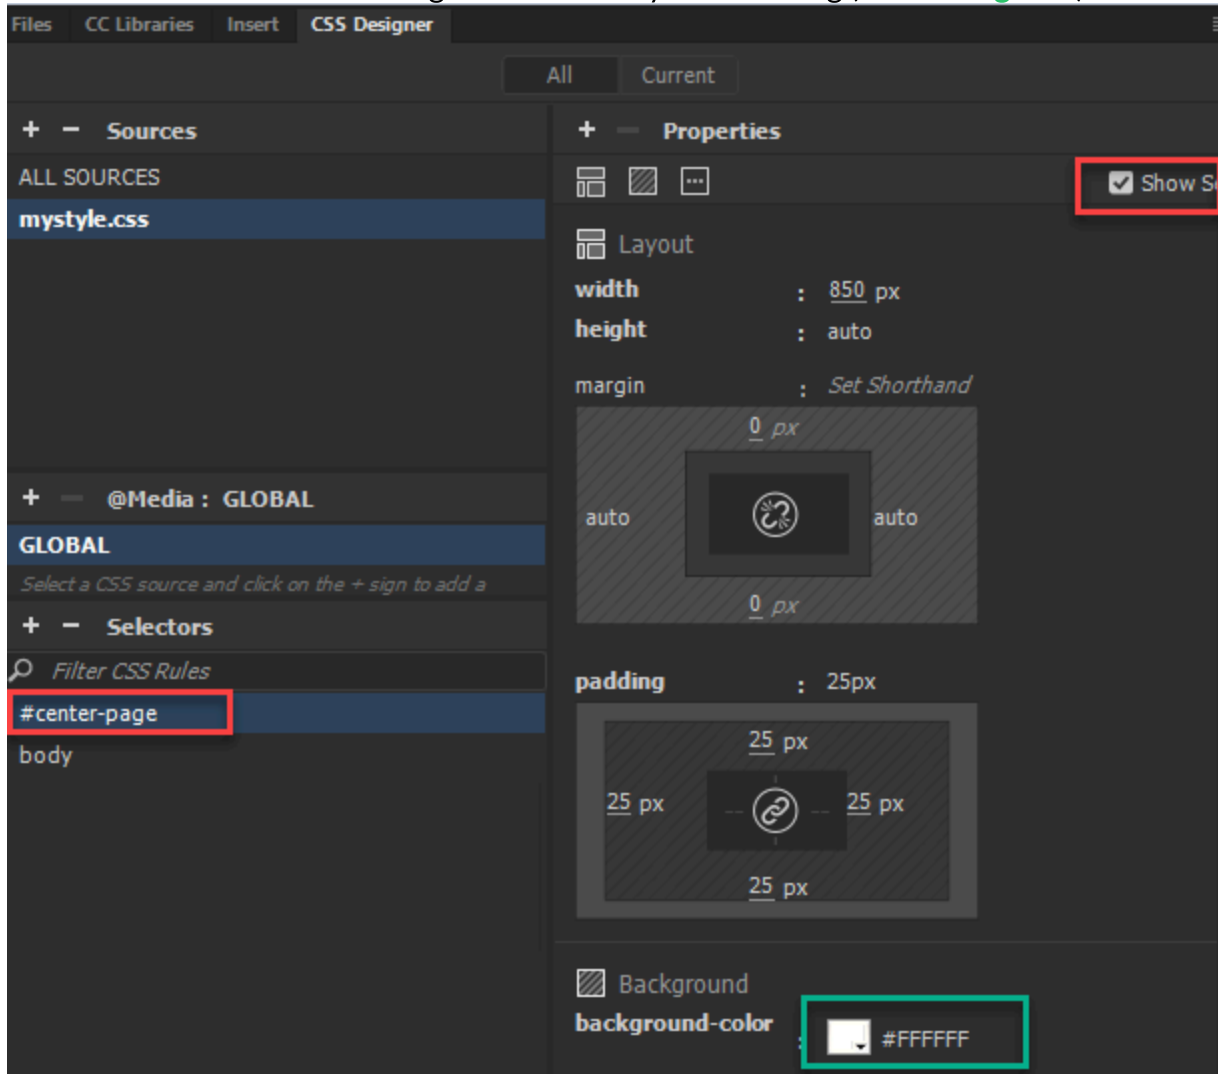 Files CC Libraries Insert CSS Designer
All Current
+ − Sources
ALL SOURCES
mystyle.css
+ − @Media : GLOBAL
GLOBAL
Select a CSS source and click on the + sign to add a
+ − Selectors
Filter CSS Rules
#center-page
body
+ − Properties
Show
Layout
width : 850 px
height : auto
margin : Set Shorthand
0 px
auto auto
0 px
padding : 25px
25 px
25 px 25 px
25 px
Background
background-color : #FFFFFF